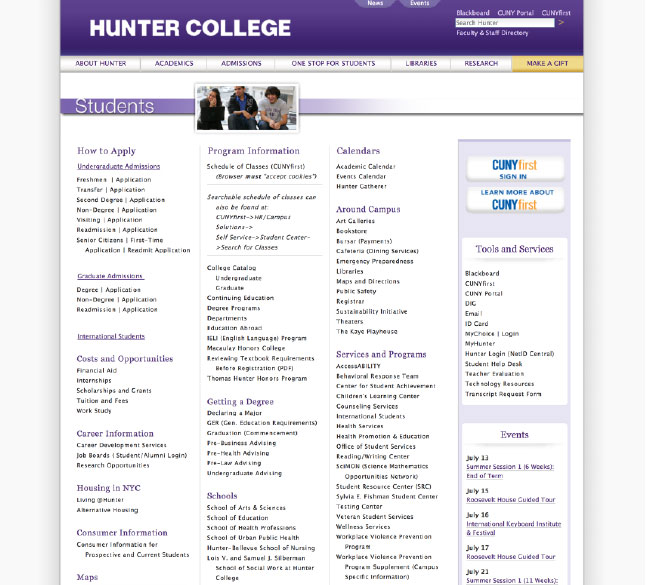 News
Events
Blackboard CUNY Portal CUNYfirst
HUNTER COLLEGE
Search Hunter
>
Faculty & Staff Directory
ABOUT HUNTER
ACADEMICS
ADMISSIONS
ONE STOP FOR STUDENTS
LIBRARIES
RESEARCH
MAKE A GIFT
Students
How to Apply
Undergraduate Admissions
Freshmen | Application
Transfer | Application
Second Degree | Application
Non-Degree | Application
Visiting | Application
Readmission | Application
Senior Citizens | First-Time
Application | Readmit Application
Graduate Admissions
Degree | Application
Non-Degree | Application
Readmission | Application
International Students
Costs and Opportunities
Financial Aid
Internships
Scholarships and Grants
Tuition and Fees
Work Study
Career Information
Career Development Services
Job Boards (Student/Alumni Login)
Research Opportunities
Housing in NYC
Living @Hunter
Alternative Housing
Consumer Information
Consumer Information for
Prospective and Current Students
Maps
Program Information
Schedule of Classes (CUNYfirst)
(Browser must "accept cookies")
Searchable schedule of classes can
also be found at:
CUNYfirst->HR/Campus
Solutions->
Self Service->Student Center-
>Search for Classes
College Catalog
Undergraduate
Graduate
Continuing Education
Degree Programs
Departments
Education Abroad
IELI (English Language) Program
Macaulay Honors College
Reviewing Textbook Requirements
Before Registration (PDF)
Thomas Hunter Honors Program
Getting a Degree
Declaring a Major
GER (Gen. Education Requirements)
Graduation (Commencement)
Pre-Business Advising
Pre-Health Advising
Pre-Law Advising
Undergraduate Advising
Schools
School of Arts & Sciences
School of Education
School of Health Professions
School of Urban Public Health
Hunter-Bellevue School of Nursing
Lois V. and Samuel J. Silberman
School of Social Work at Hunter
College
Calendars
Academic Calendar
Events Calendar
Hunter Gatherer
Around Campus
Art Galleries
Bookstore
Bursar (Payments)
Cafeteria (Dining Services)
Emergency Preparedness
Libraries
Maps and Directions
Public Safety
Registrar
Sustainability Initiative
Theaters
The Kaye Playhouse
Services and Programs
AccessABILITY
Behavioral Response Team
Center for Student Achievement
Children's Learning Center
Counseling Services
International Students
Health Services
Health Promotion & Education
Office of Student Services
Reading/Writing Center
SciMON (Science Mathematics
Opportunities Network)
Student Resource Center (SRC)
Sylvia E. Fishman Student Center
Testing Center
Veteran Student Services
Wellness Services
Workplace Violence Prevention
Program
Workplace Violence Prevention
Program Supplement (Campus
Specific Information)
CUNYfirst
SIGN IN
LEARN MORE ABOUT
CUNYfirst
Tools and Services
Blackboard
CUNYfirst
CUNY Portal
DIG
Email
ID Card
MyChoice | Login
MyHunter
Hunter Login (NetID Central)
Student Help Desk
Teacher Evaluation
Technology Resources
Transcript Request Form
Events
July 13
Summer Session 1 (6 Weeks):
End of Term
July 15
Roosevelt House Guided Tour
July 16
International Keyboard Institute
& Festival
July 17
Roosevelt House Guided Tour
July 21
Summer Session 1 (11 Weeks):